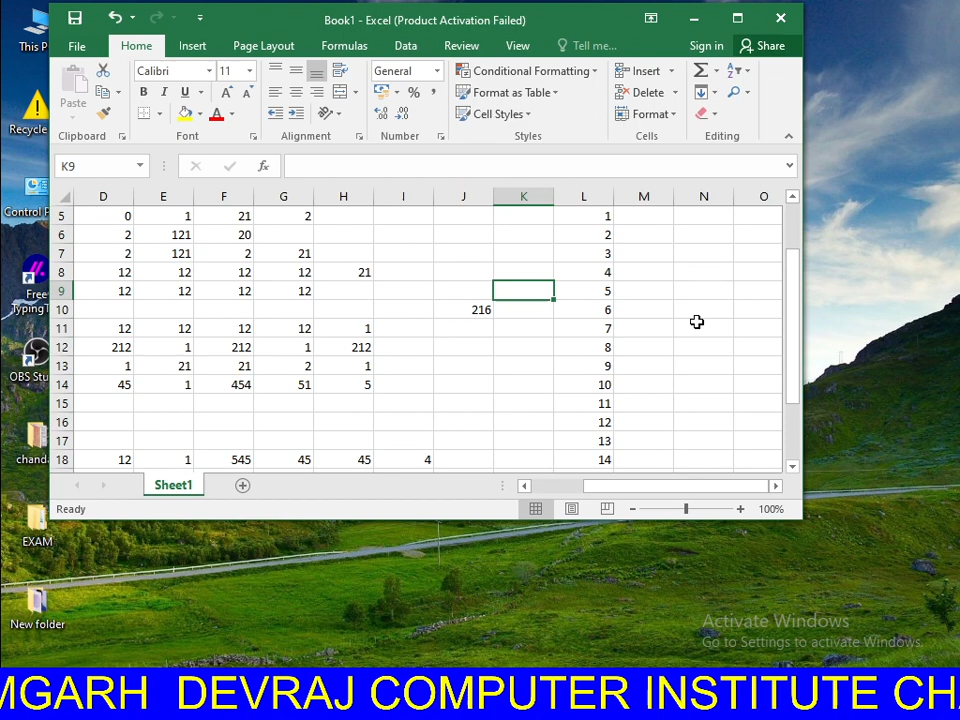 This P
Recycle
Control P
Free
TypingT
OBS Stu
chand
EXAM
New folder
Book1 - Excel (Product Activation Failed)
File Home Insert Page Layout Formulas Data Review View Tell me... Sign in Share
Paste
Clipboard
Calibri 11
B I U A A
A
Font
Alignment
General
% ,
Number
Conditional Formatting
Format as Table
Cell Styles
Styles
Insert
Delete
Format
Cells
Editing
K9 fx
D E F G H I J K L M N O
5 0 1 21 2 1
6 2 121 20 2
7 2 121 2 21 3
8 12 12 12 12 21 4
9 12 12 12 12 5
10 216 6
11 12 12 12 12 1 7
12 212 1 212 1 212 8
13 1 21 21 2 1 9
14 45 1 454 51 5 10
15 11
16 12
17 13
18 12 1 545 45 45 4 14
Sheet1
Ready 100%
Activate Windows
Go to Settings to activate Windows.
MGARH DEVRAJ COMPUTER INSTITUTE CHA